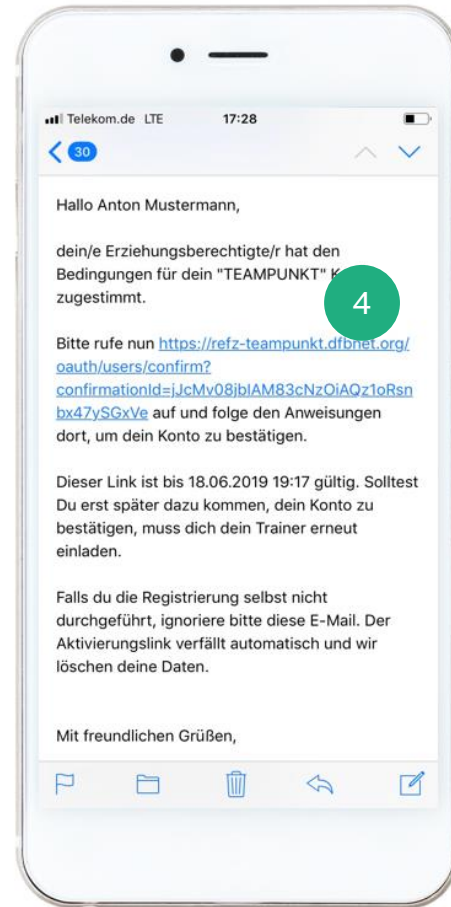 Telekom.de LTE 17:28
30
Hallo Anton Mustermann,
dein/e Erziehungsberechtigte/r hat den
Bedingungen für dein "TEAMPUNKT"
zugestimmt.
4
Bitte rufe nun https://refz-teampunkt.dfbnet.org/
oauth/users/confirm?
confirmationId=jJcMv08jbIAM83cNzOiAQz1oRsn
bx47ySGxVe auf und folge den Anweisungen
dort, um dein Konto zu bestätigen.
Dieser Link ist bis 18.06.2019 19:17 gültig. Solltest
Du erst später dazu kommen, dein Konto zu
bestätigen, muss dich dein Trainer erneut
einladen.
Falls du die Registrierung selbst nicht
durchgeführt, ignoriere bitte diese E-Mail. Der
Aktivierungslink verfällt automatisch und wir
löschen deine Daten.
Mit freundlichen Grüßen,